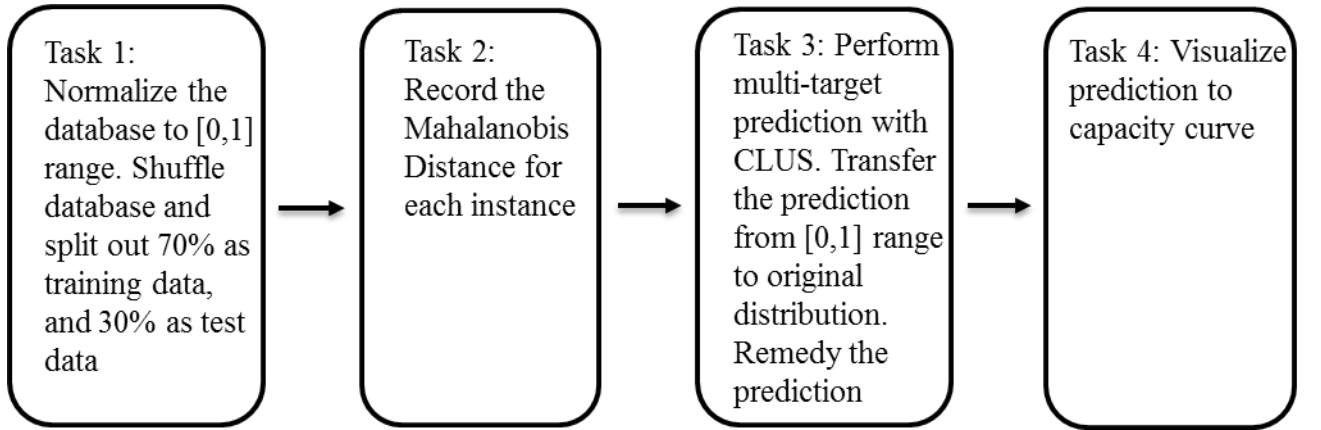 Task 1:
Normalize the
database to [0,1]
range. Shuffle
database and
split out 70% as
training data,
and 30% as test
data
Task 2:
Record the
Mahalanobis
Distance for
each instance
Task 3: Perform
multi-target
prediction with
CLUS. Transfer
the prediction
from [0,1] range
to original
distribution.
Remedy the
prediction
Task 4: Visualize
prediction to
capacity curve